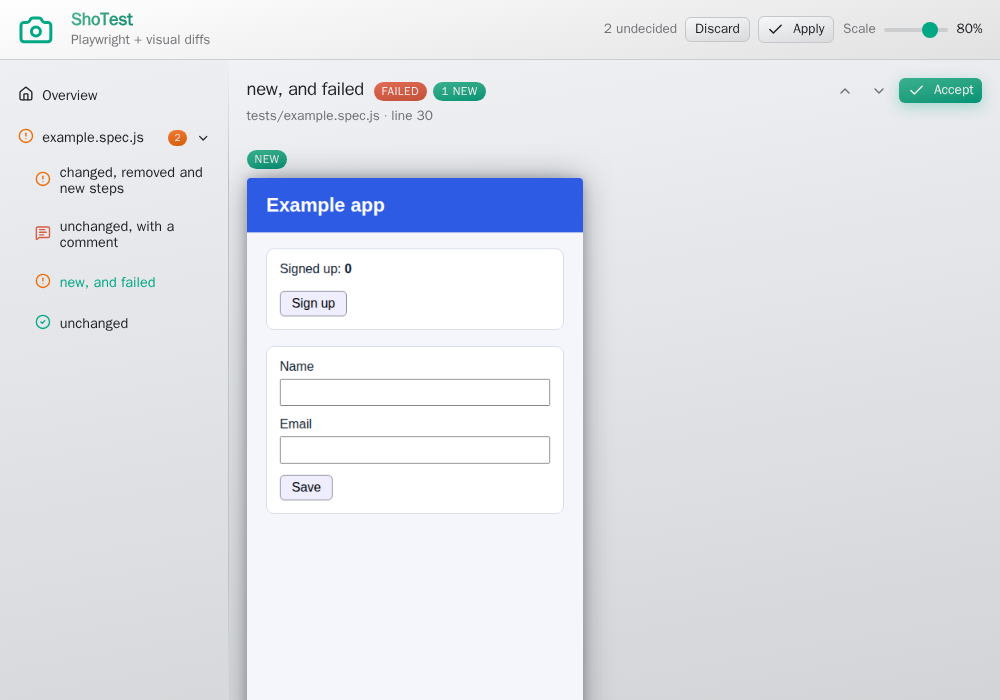 ShoTest
Playwright + visual diffs
2 undecided
Discard
Apply
Scale
80%
Overview
example.spec.js
2
changed, removed and
new steps
unchanged, with a
comment
new, and failed
unchanged
new, and failed
FAILED
1 NEW
tests/example.spec.js · line 30
Accept
NEW
Example app
Signed up: 0
Sign up
Name
Email
Save